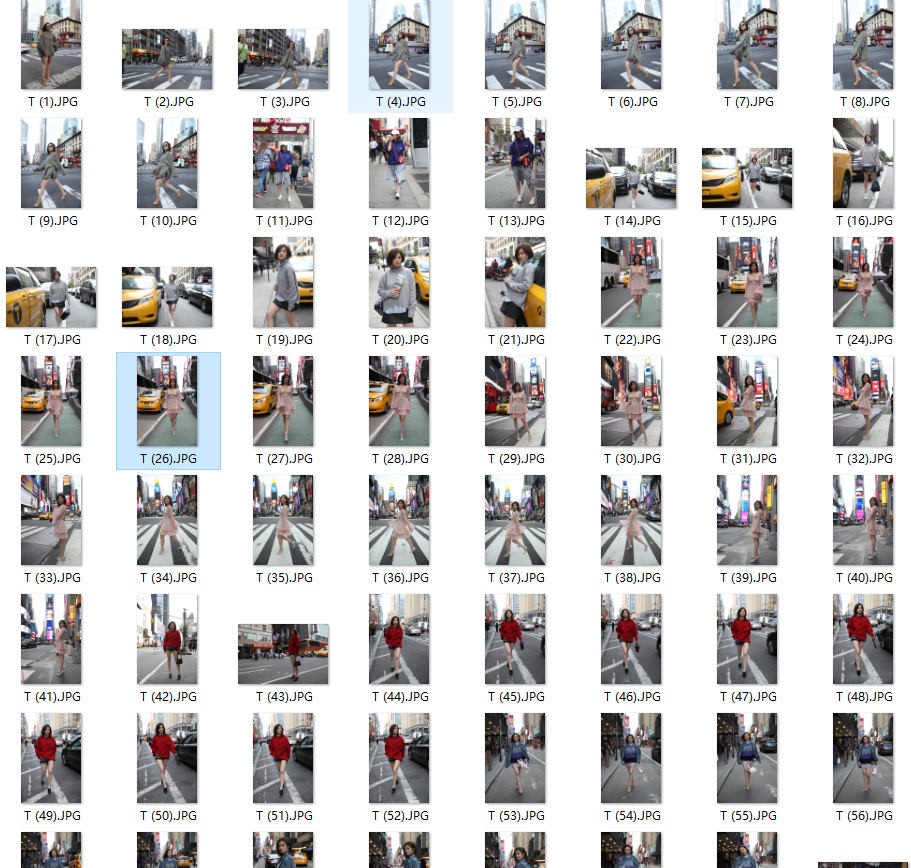 T (1).JPG T (2).JPG T (3).JPG T (4).JPG T (5).JPG T (6).JPG T (7).JPG T (8).JPG
T (9).JPG T (10).JPG T (11).JPG T (12).JPG T (13).JPG T (14).JPG T (15).JPG T (16).JPG
T (17).JPG T (18).JPG T (19).JPG T (20).JPG T (21).JPG T (22).JPG T (23).JPG T (24).JPG
T (25).JPG T (26).JPG T (27).JPG T (28).JPG T (29).JPG T (30).JPG T (31).JPG T (32).JPG
T (33).JPG T (34).JPG T (35).JPG T (36).JPG T (37).JPG T (38).JPG T (39).JPG T (40).JPG
T (41).JPG T (42).JPG T (43).JPG T (44).JPG T (45).JPG T (46).JPG T (47).JPG T (48).JPG
T (49).JPG T (50).JPG T (51).JPG T (52).JPG T (53).JPG T (54).JPG T (55).JPG T (56).JPG